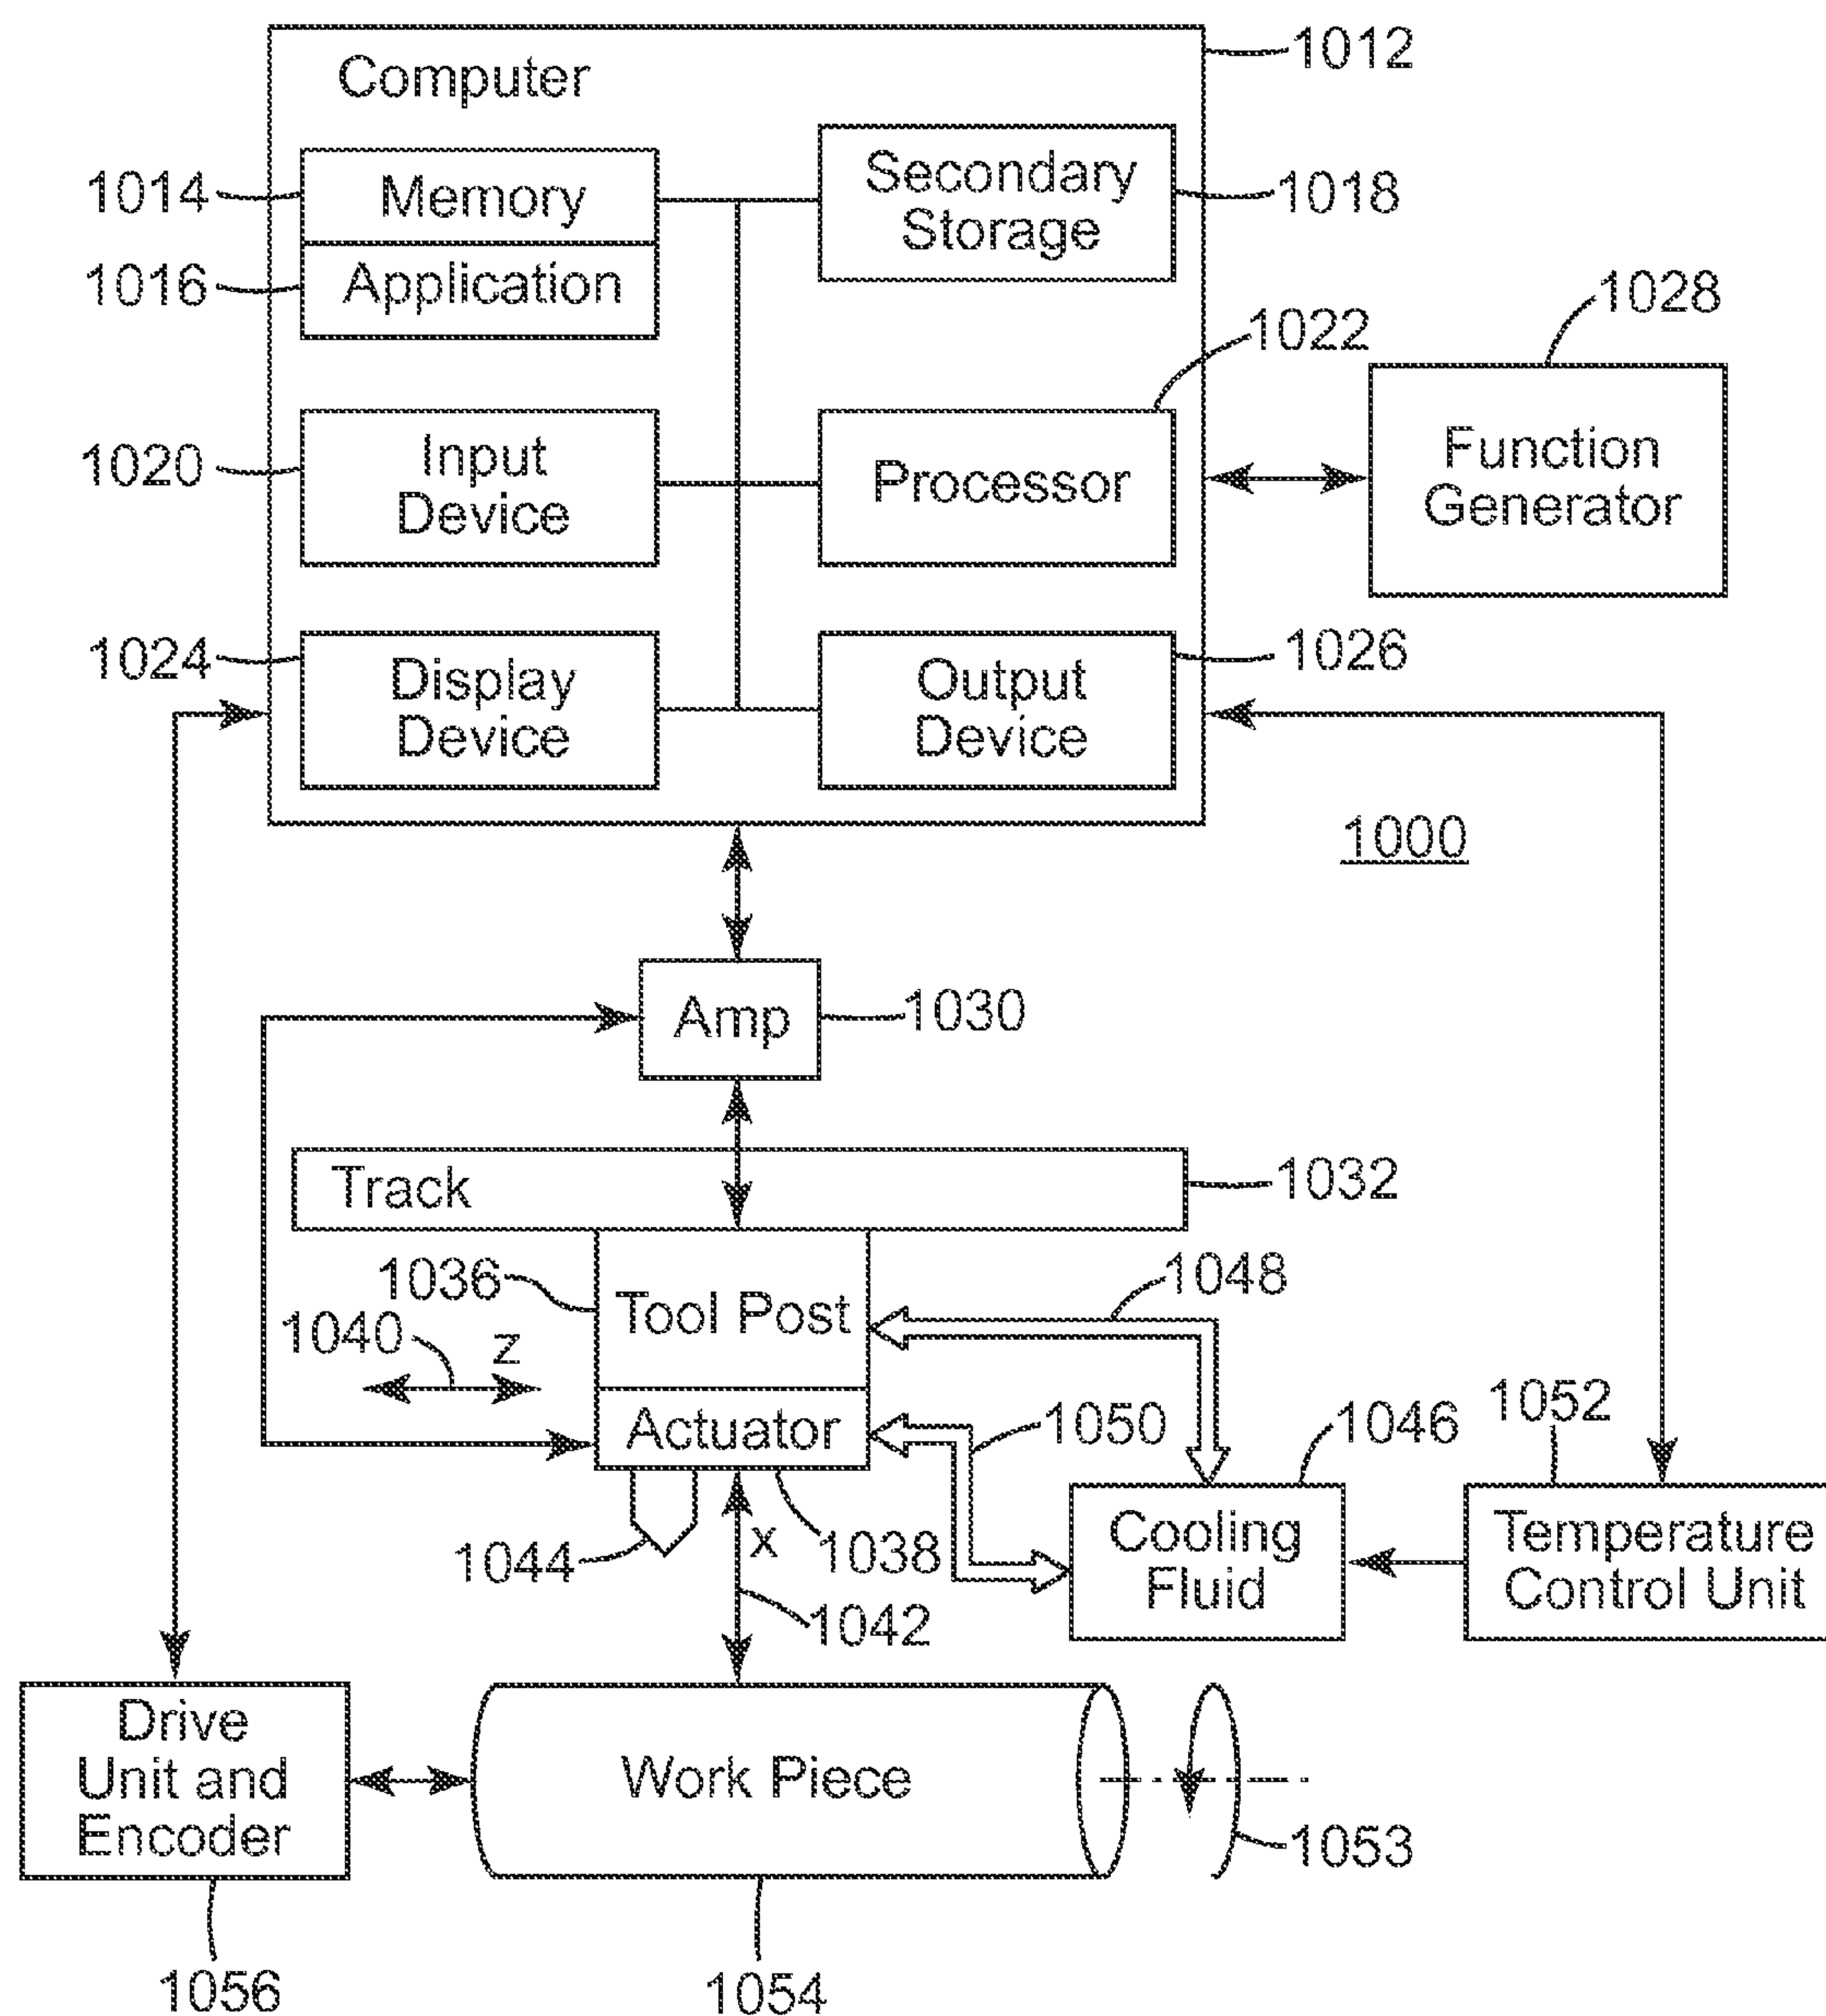 1012
Computer
1014
Memory
Secondary
Storage
1018
1016
Application
1028
1022
1020
Input
Device
Processor
Function
Generator
1024
Display
Device
Output
Device
1026
1000
Amp
1030
Track
1032
1036
Tool Post
1048
1040
Z
Actuator
1050
1052
1046
1044
X
1038
1042
Cooling
Fluid
Temperature
Control Unit
Drive
Unit and
Encoder
Work Piece
1053
1056
1054